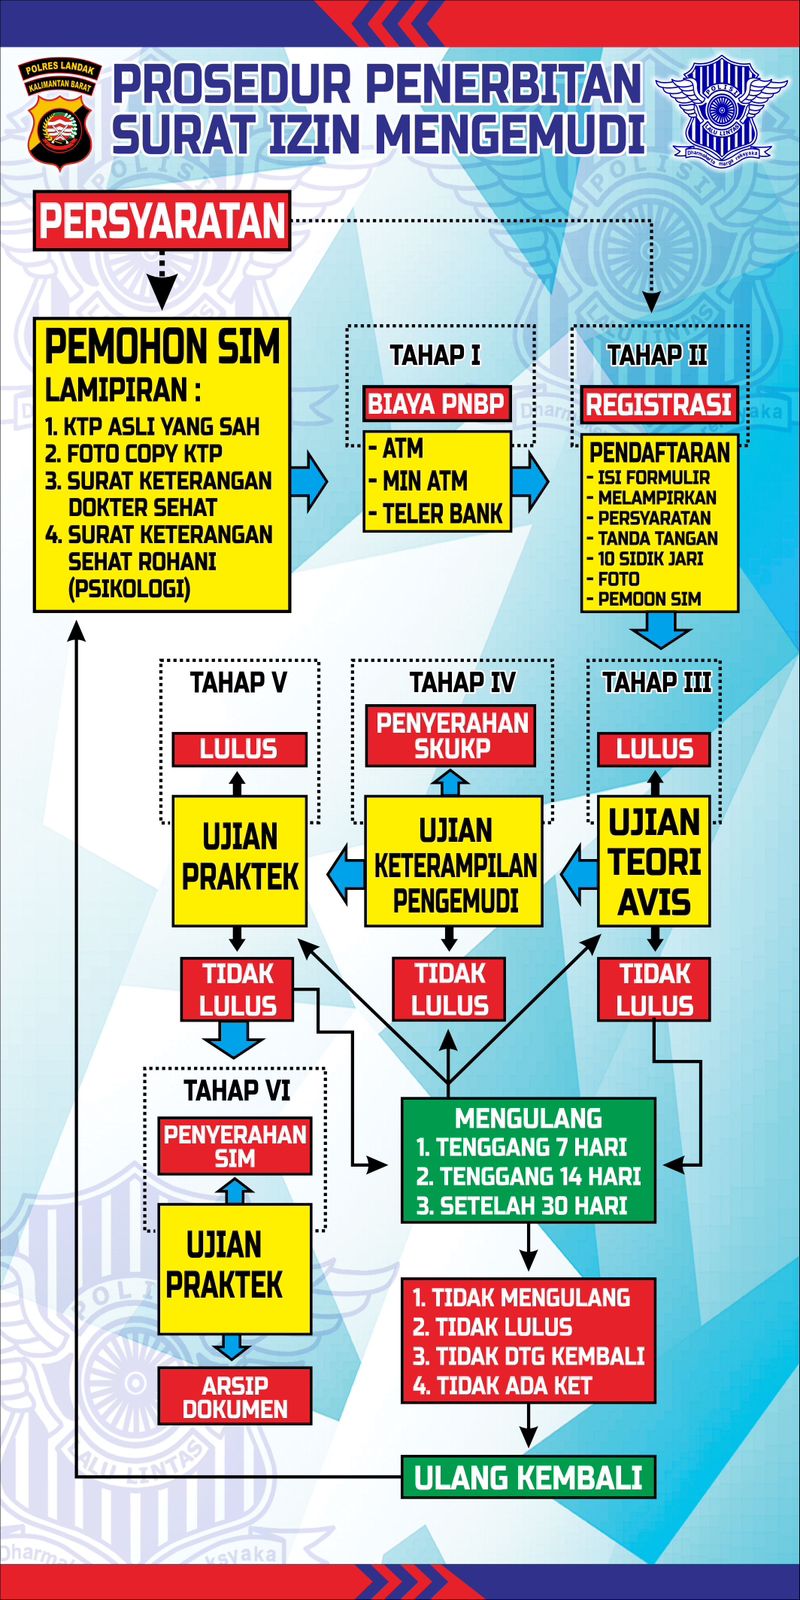 POLRES LANDAK
KALIMANTAN BARAT
PROSEDUR PENERBITAN
SURAT IZIN MENGEMUDI
POLISI
LALU LINTAS
Dharmakerta marga raksyaka
PERSYARATAN
PEMOHON SIM
LAMIPIRAN :
1. KTP ASLI YANG SAH
2. FOTO COPY KTP
3. SURAT KETERANGAN
DOKTER SEHAT
4. SURAT KETERANGAN
SEHAT ROHANI
(PSIKOLOGI)
TAHAP I
BIAYA PNBP
- ATM
- MIN ATM
- TELER BANK
TAHAP II
REGISTRASI
PENDAFTARAN
- ISI FORMULIR
- MELAMPIRKAN
- PERSYARATAN
- TANDA TANGAN
- 10 SIDIK JARI
- FOTO
- PEMOON SIM
TAHAP III
LULUS
UJIAN
TEORI
AVIS
TIDAK
LULUS
TAHAP IV
PENYERAHAN
SKUKP
UJIAN
KETERAMPILAN
PENGEMUDI
TIDAK
LULUS
TAHAP V
LULUS
UJIAN
PRAKTEK
TIDAK
LULUS
TAHAP VI
PENYERAHAN
SIM
UJIAN
PRAKTEK
ARSIP
DOKUMEN
MENGULANG
1. TENGGANG 7 HARI
2. TENGGANG 14 HARI
3. SETELAH 30 HARI
1. TIDAK MENGULANG
2. TIDAK LULUS
3. TIDAK DTG KEMBALI
4. TIDAK ADA KET
ULANG KEMBALI